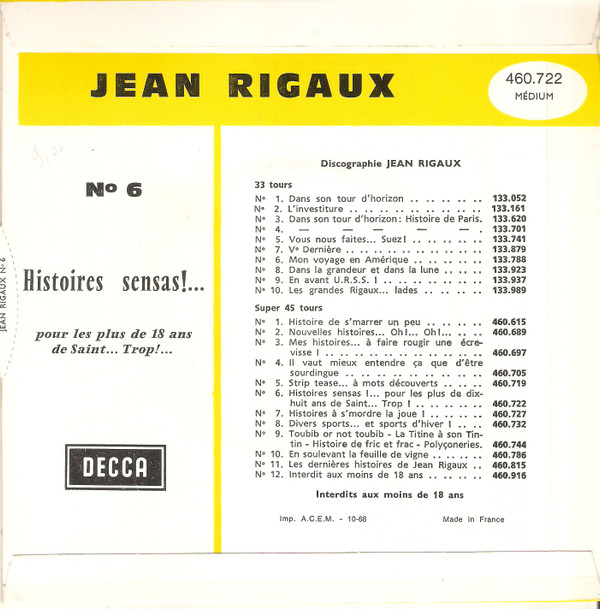 JEAN RIGAUX
460.722
MÉDIUM
Nº 6
Histoires sensas!...
pour les plus de 18 ans
de Saint... Trop!...
DECCA
JEAN RIGAUX Nº 6
Discographie JEAN RIGAUX
33 tours
Nº 1. Dans son tour d'horizon .. .. .. .. .. 133.052
Nº 2. L'investiture .. .. .. .. .. .. .. .. .. 133.161
Nº 3. Dans son tour d'horizon: Histoire de Paris. 133.620
Nº 4. — — — — — — . 133.701
Nº 5. Vous nous faites... Suez! .. .. .. .. .. 133.741
Nº 7. Vᵉ Dernière .. .. .. .. .. .. .. .. .. 133.879
Nº 6. Mon voyage en Amérique .. .. .. .. .. 133.788
Nº 8. Dans la grandeur et dans la lune .. .. .. 133.923
Nº 9. En avant U.R.S.S. ! .. .. .. .. .. .. 133.937
Nº 10. Les grandes Rigaux... lades .. .. .. .. 133.989
Super 45 tours
Nº 1. Histoire de s'marrer un peu .. .. .. .. 460.615
Nº 2. Nouvelles histoires... Oh!... Oh!... .. .. 460.689
Nº 3. Mes histoires... à faire rougir une écre-
visse ! .. .. .. .. .. .. .. .. .. .. 460.697
Nº 4. Il vaut mieux entendre ça que d'être
sourdingue .. .. .. .. .. .. .. .. 460.705
Nº 5. Strip tease... à mots découverts .. .. .. 460.719
Nº 6. Histoires sensas !... pour les plus de dix-
huit ans de Saint... Trop ! .. .. .. .. 460.722
Nº 7. Histoires à s'mordre la joue ! .. .. .. .. 460.727
Nº 8. Divers sports... et sports d'hiver ! .. .. 460.732
Nº 9. Toubib or not toubib - La Titine à son Tin-
tin - Histoire de fric et frac - Polyçoneries. 460.744
Nº 10. En soulevant la feuille de vigne .. .. .. 460.786
Nº 11. Les dernières histoires de Jean Rigaux .. 460.815
Nº 12. Interdit aux moins de 18 ans .. .. .. .. 460.916
Interdits aux moins de 18 ans
Imp. A.C.E.M. - 10-68 Made in France